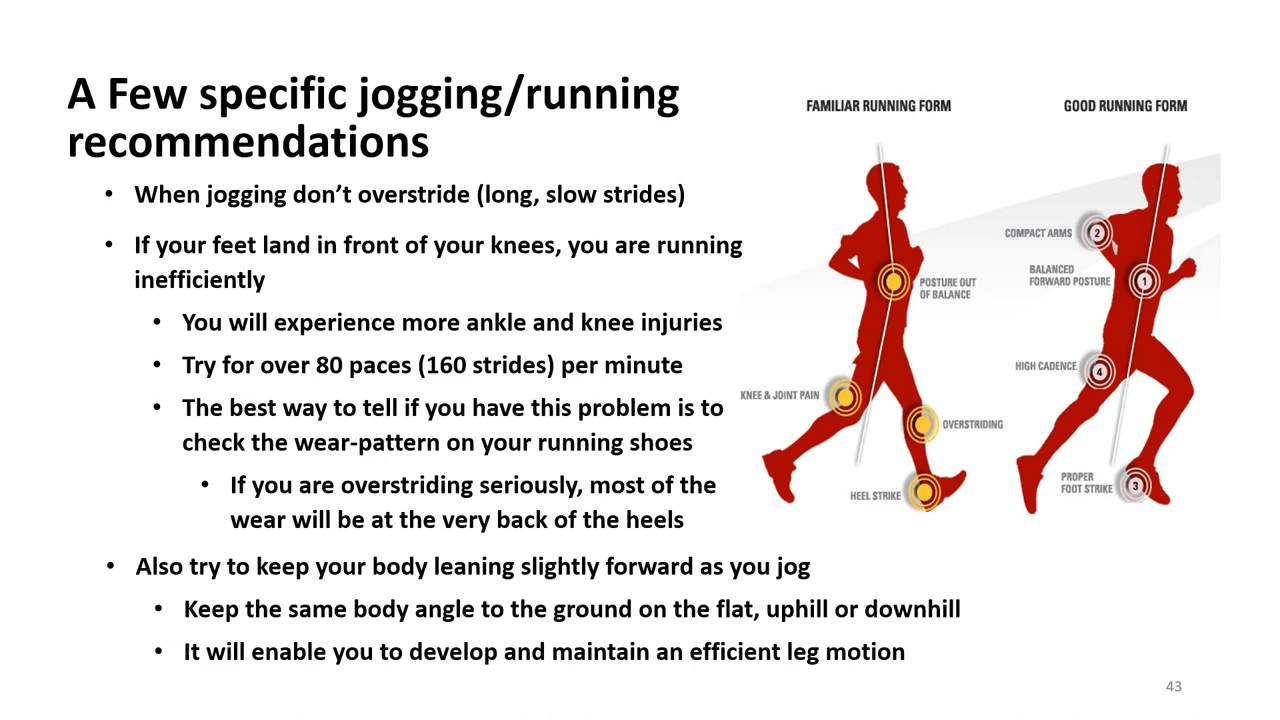 A Few specific jogging/running
recommendations
• When jogging don't overstride (long, slow strides)
• If your feet land in front of your knees, you are running
inefficiently
• You will experience more ankle and knee injuries
• Try for over 80 paces (160 strides) per minute
• The best way to tell if you have this problem is to
check the wear-pattern on your running shoes
• If you are overstriding seriously, most of the
wear will be at the very back of the heels
• Also try to keep your body leaning slightly forward as you jog
• Keep the same body angle to the ground on the flat, uphill or downhill
• It will enable you to develop and maintain an efficient leg motion
FAMILIAR RUNNING FORM
POSTURE OUT
OF BALANCE
KNEE & JOINT PAIN
OVERSTRIDING
HEEL STRIKE
GOOD RUNNING FORM
COMPACT ARMS
2
BALANCED
FORWARD POSTURE
1
HIGH CADENCE
4
PROPER
FOOT STRIKE
3
43